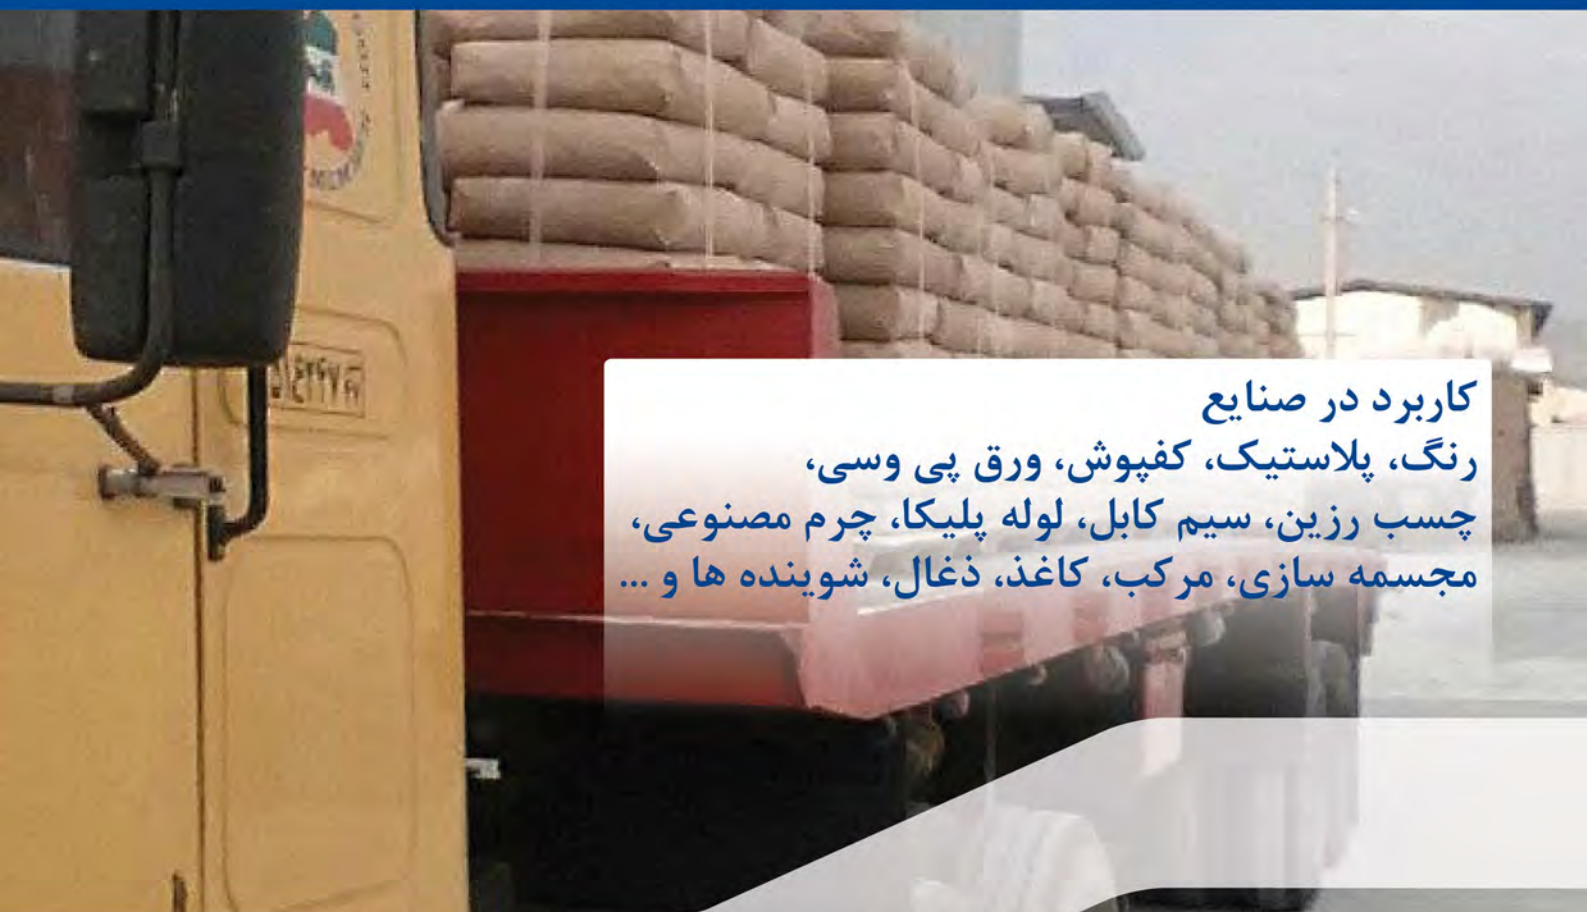 کاربرد در صنایع
رنگ، پلاستیک، کفپوش، ورق پی وسی،
چسب رزین، سیم کابل، لوله پلیکا، چرم مصنوعی،
مجسمه سازی، مرکب، کاغذ، ذغال، شوینده ها و ...